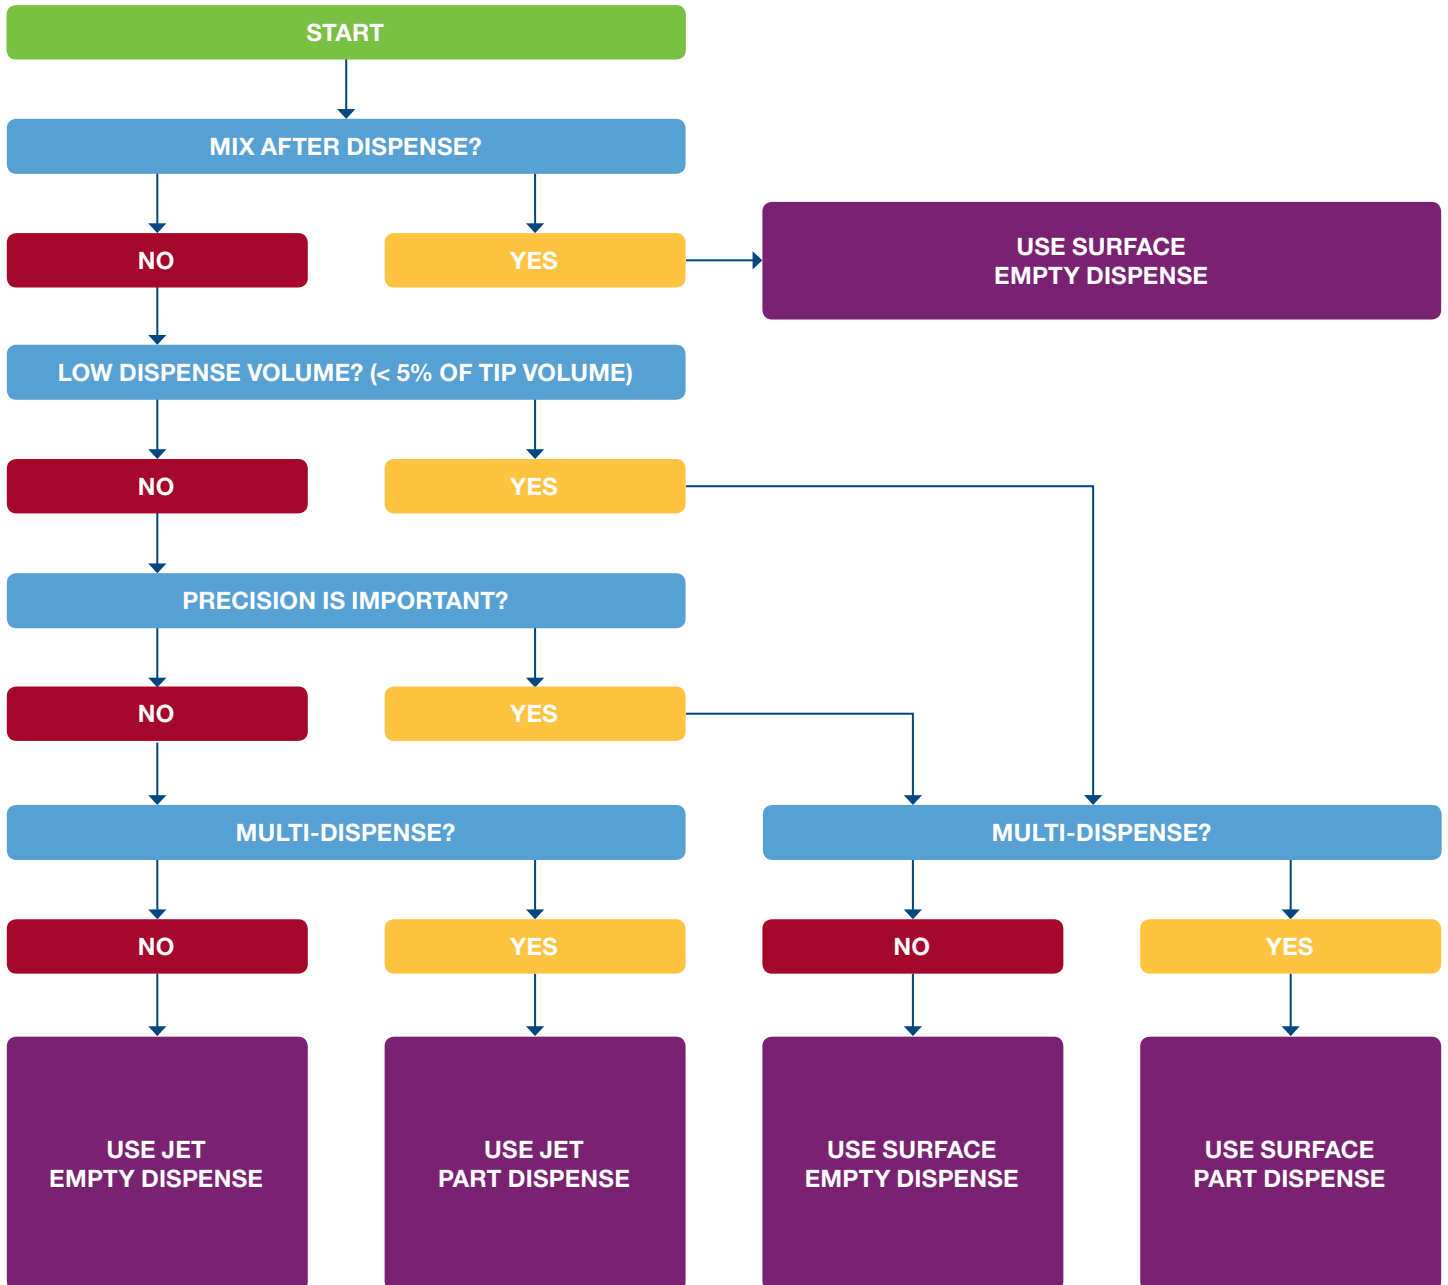 START
MIX AFTER DISPENSE?
NO
YES
USE SURFACE
EMPTY DISPENSE
LOW DISPENSE VOLUME? (< 5% OF TIP VOLUME)
NO
YES
PRECISION IS IMPORTANT?
NO
YES
MULTI-DISPENSE?
MULTI-DISPENSE?
NO
YES
NO
YES
USE JET
EMPTY DISPENSE
USE JET
PART DISPENSE
USE SURFACE
EMPTY DISPENSE
USE SURFACE
PART DISPENSE